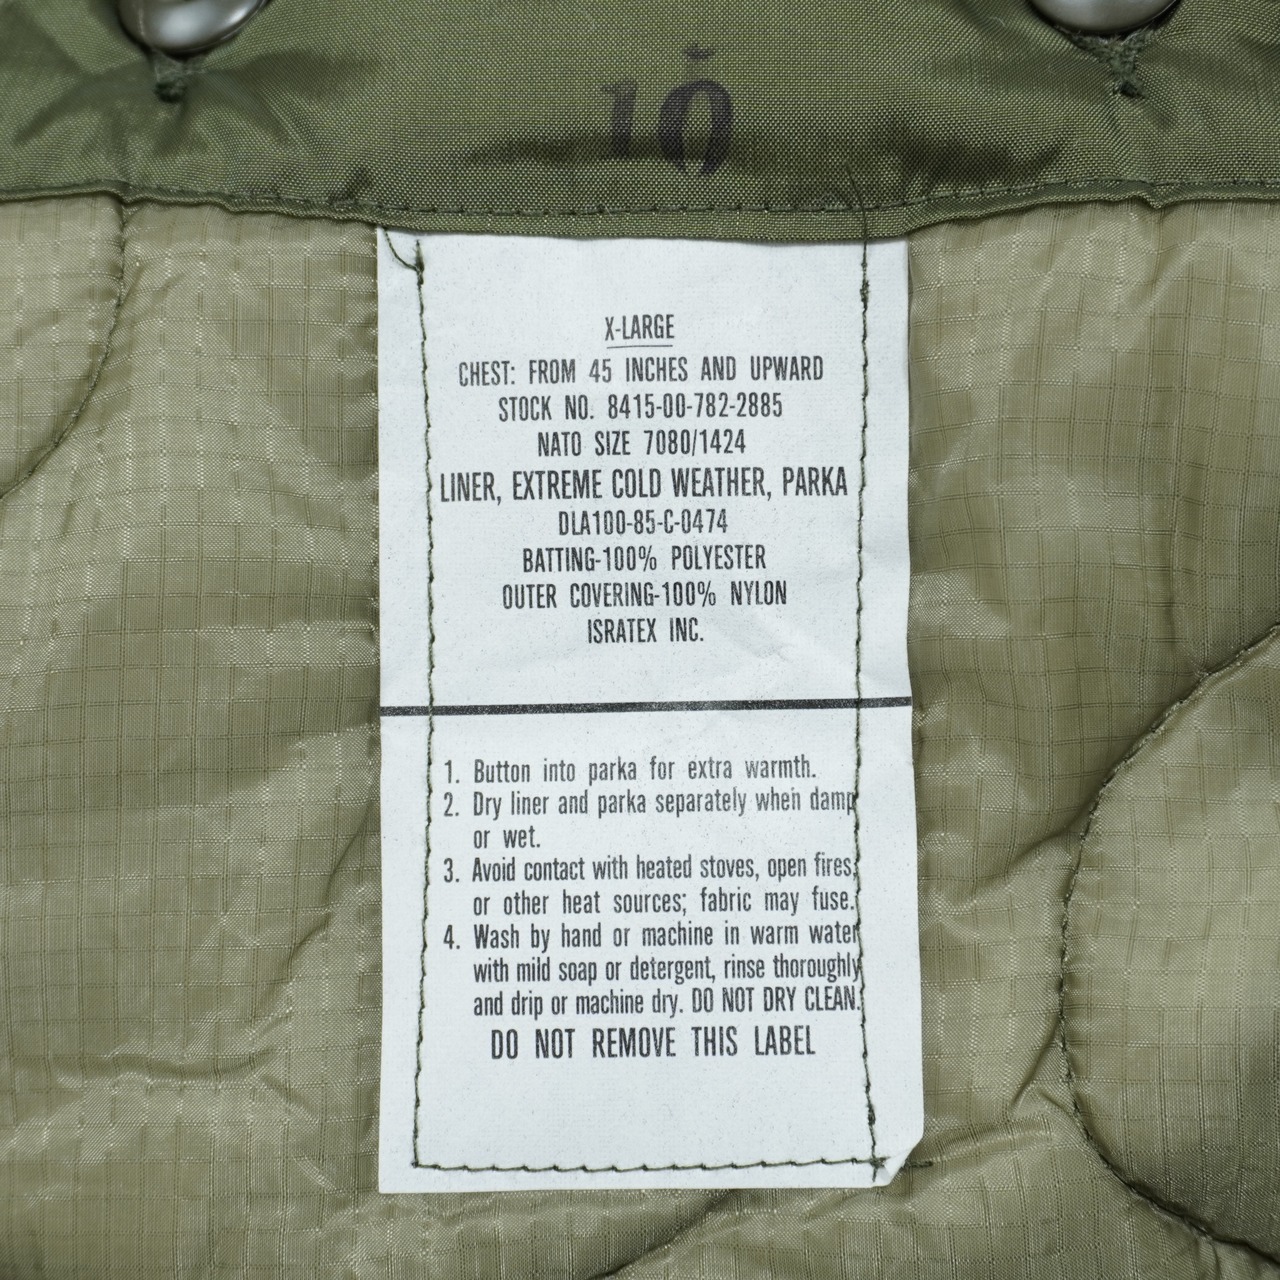 10
X-LARGE
CHEST: FROM 45 INCHES AND UPWARD
STOCK NO. 8415-00-782-2885
NATO SIZE 7080/1424
LINER, EXTREME COLD WEATHER, PARKA
DLA100-85-C-0474
BATTING-100% POLYESTER
OUTER COVERING-100% NYLON
ISRATEX INC.
1. Button into parka for extra warmth.
2. Dry liner and parka separately when damp
or wet.
3. Avoid contact with heated stoves, open fires,
or other heat sources; fabric may fuse.
4. Wash by hand or machine in warm water
with mild soap or detergent, rinse thoroughly
and drip or machine dry. DO NOT DRY CLEAN.
DO NOT REMOVE THIS LABEL